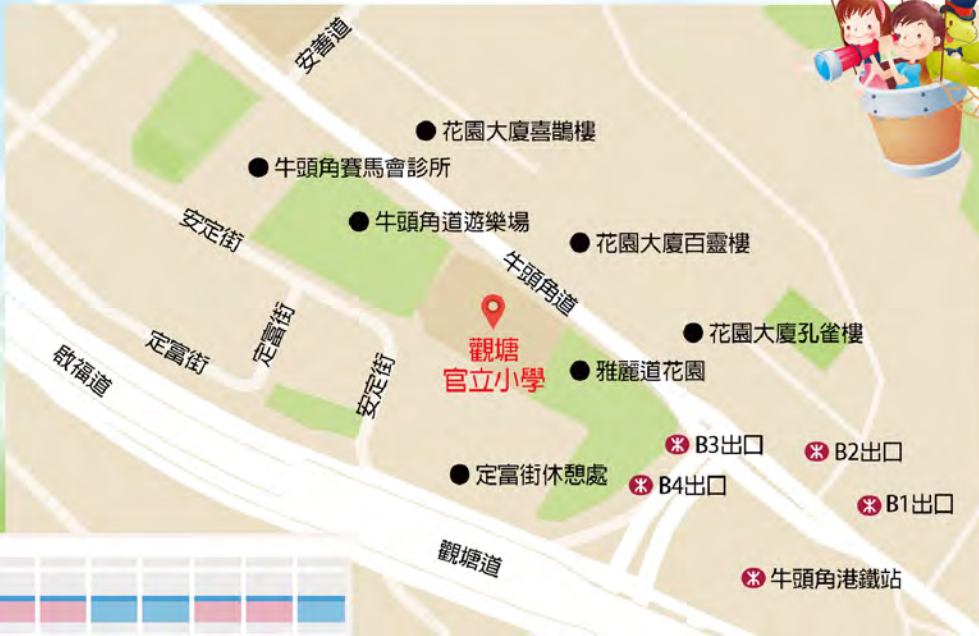 安善道
花園大廈喜鵲樓
牛頭角賽馬會診所
牛頭角道遊樂場
安定街
花園大廈百靈樓
牛頭角道
定富街
定富街
花園大廈孔雀樓
觀塘
官立小學
啟福道
安定街
雅麗道花園
B3出口
B2出口
定富街休憩處
B4出口
B1出口
觀塘道
牛頭角港鐵站